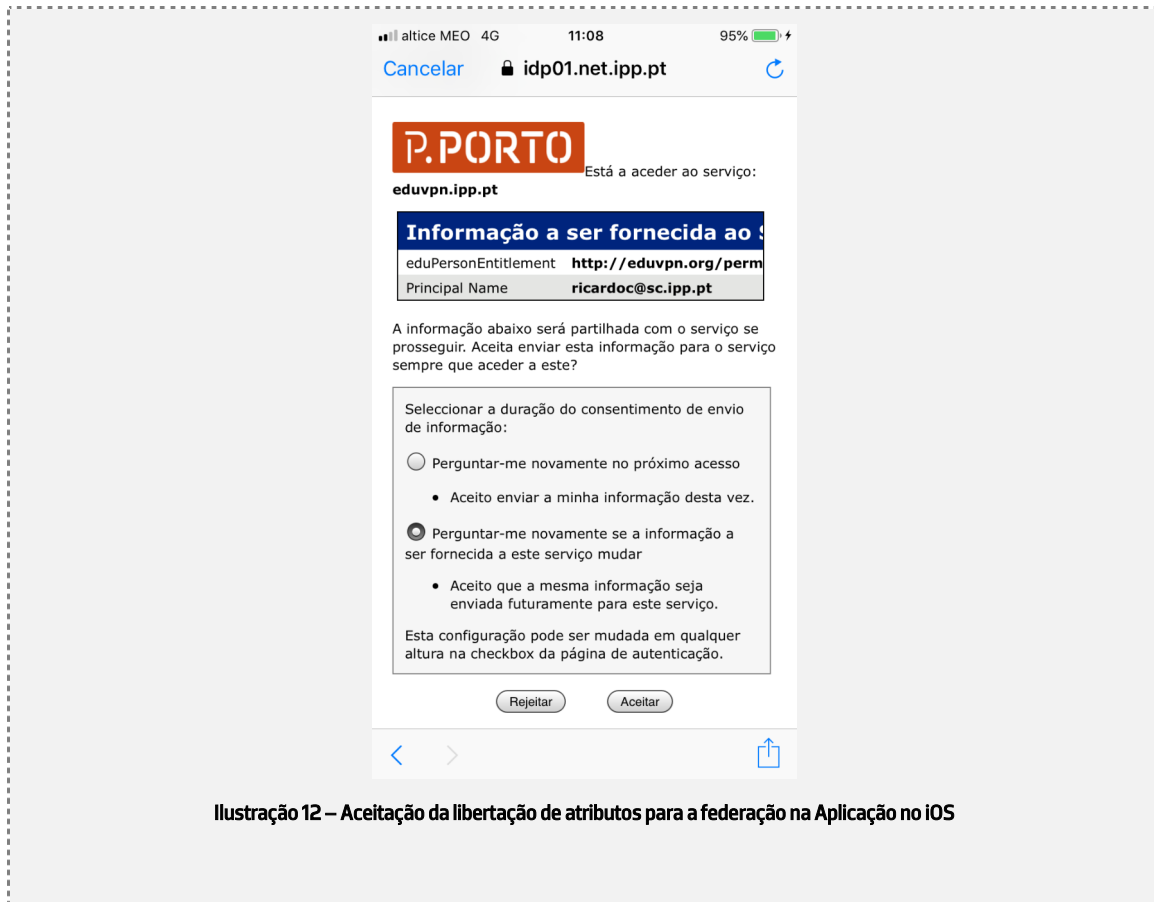 altice MEO 4G 11:08 95%
Cancelar idp01.net.ipp.pt
P.PORTO
Está a aceder ao serviço:
eduvpn.ipp.pt
Informação a ser fornecida ao
eduPersonEntitlement http://eduvpn.org/perm
Principal Name ricardoc@sc.ipp.pt
A informação abaixo será partilhada com o serviço se
prosseguir. Aceita enviar esta informação para o serviço
sempre que aceder a este?
Seleccionar a duração do consentimento de envio
de informação:
Perguntar-me novamente no próximo acesso
• Aceito enviar a minha informação desta vez.
Perguntar-me novamente se a informação a
ser fornecida a este serviço mudar
• Aceito que a mesma informação seja
enviada futuramente para este serviço.
Esta configuração pode ser mudada em qualquer
altura na checkbox da página de autenticação.
Rejeitar Aceitar
Ilustração 12 – Aceitação da libertação de atributos para a federação na Aplicação no iOS